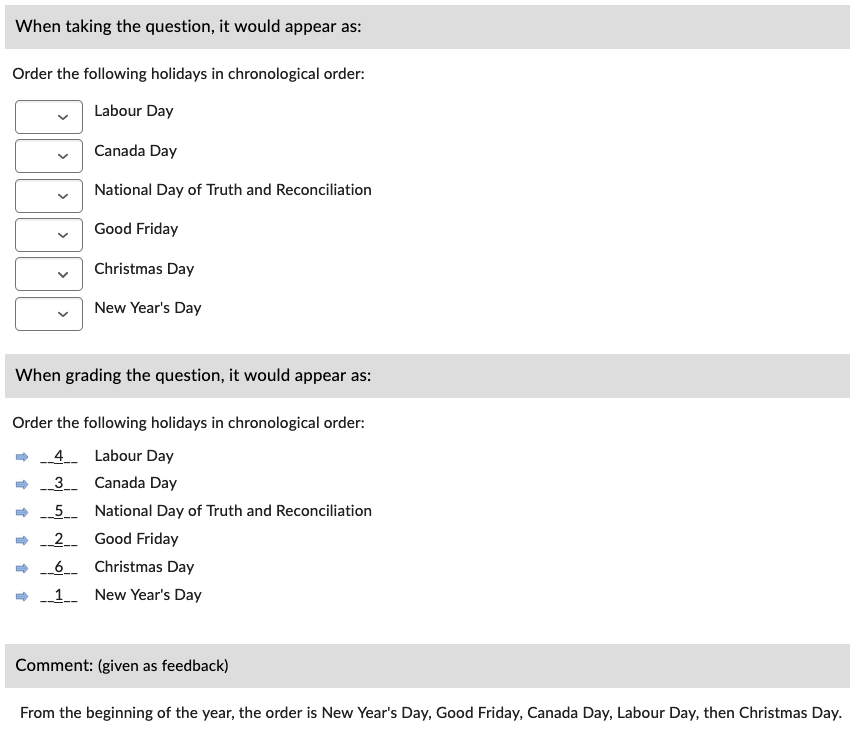 When taking the question, it would appear as:
Order the following holidays in chronological order:
Labour Day
Canada Day
National Day of Truth and Reconciliation
Good Friday
Christmas Day
New Year's Day
When grading the question, it would appear as:
Order the following holidays in chronological order:
__4__ Labour Day
__3__ Canada Day
__5__ National Day of Truth and Reconciliation
__2__ Good Friday
__6__ Christmas Day
__1__ New Year's Day
Comment: (given as feedback)
From the beginning of the year, the order is New Year's Day, Good Friday, Canada Day, Labour Day, then Christmas Day.